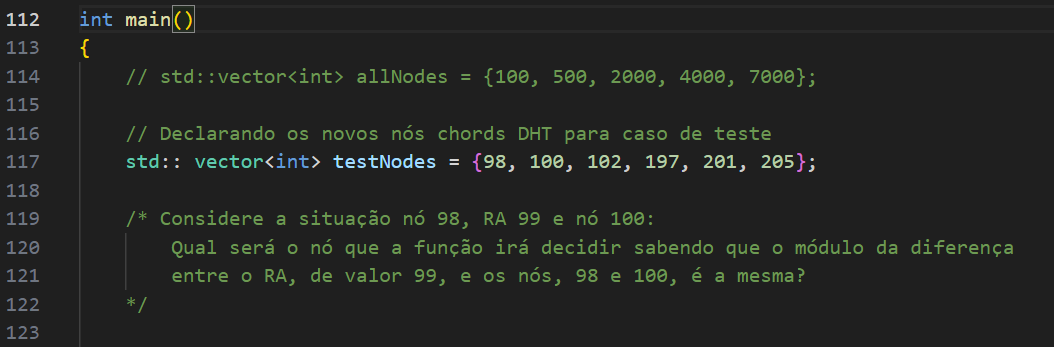 112 int main()
113 {
114 // std::vector<int> allNodes = {100, 500, 2000, 4000, 7000};
115
116 // Declarando os novos nós chords DHT para caso de teste
117 std:: vector<int> testNodes = {98, 100, 102, 197, 201, 205};
118
119 /* Considere a situação nó 98, RA 99 e nó 100:
120 Qual será o nó que a função irá decidir sabendo que o módulo da diferença
121 entre o RA, de valor 99, e os nós, 98 e 100, é a mesma?
122 */
123